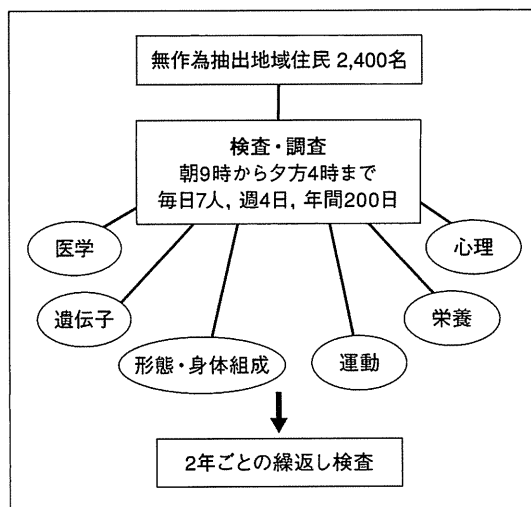 無作為抽出地域住民 2,400名
検査・調査
朝9時から夕方4時まで
毎日7人, 週4日, 年間200日
医学
心理
遺伝子
栄養
形態・身体組成
運動
2年ごとの繰返し検査